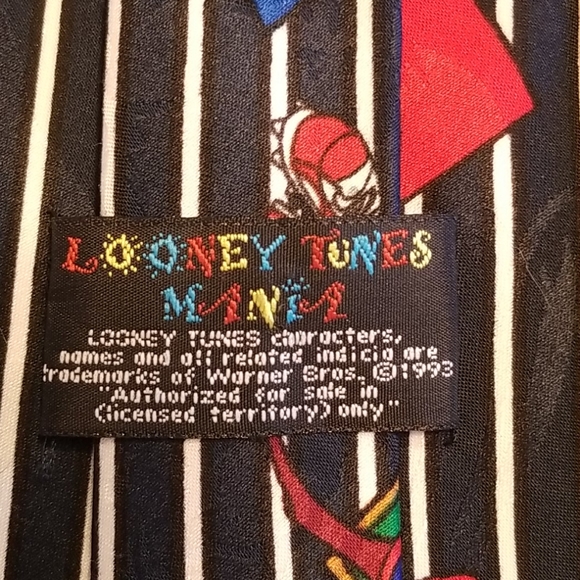 LOONEY TUNES
MANIA
LOONEY TUNES characters,
names and all related indicia are
trademarks of Warner Bros. ©1993
"Authorized for sale in
(licensed territory) only"